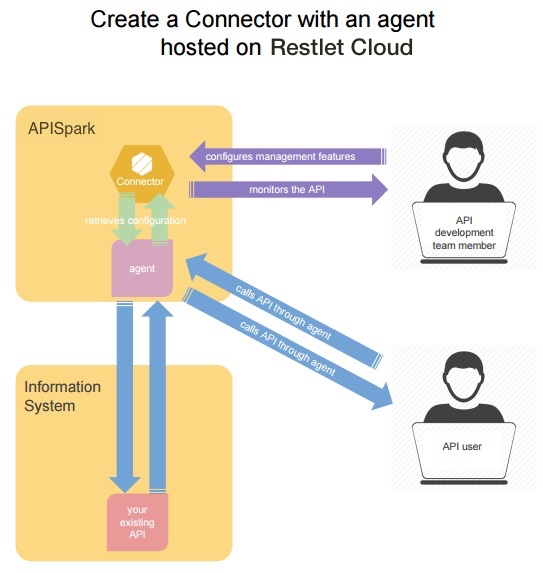 Create a Connector with an agent
hosted on Restlet Cloud
APISpark
Connector
configures management features
monitors the API
API
development
team member
retrieves configuration
agent
calls API through agent
calls API through agent
Information
System
API user
your
existing
API